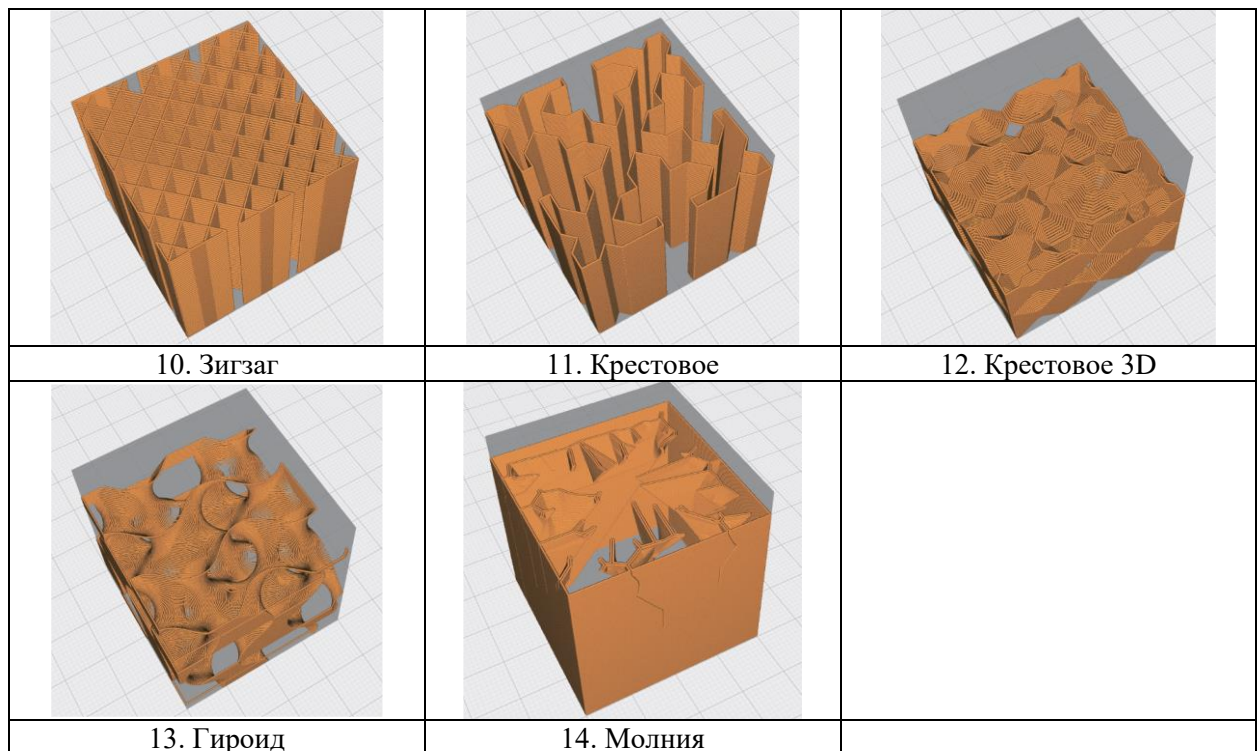 10. Зигзаг
11. Крестовое
12. Крестовое 3D
13. Гироид
14. Молния